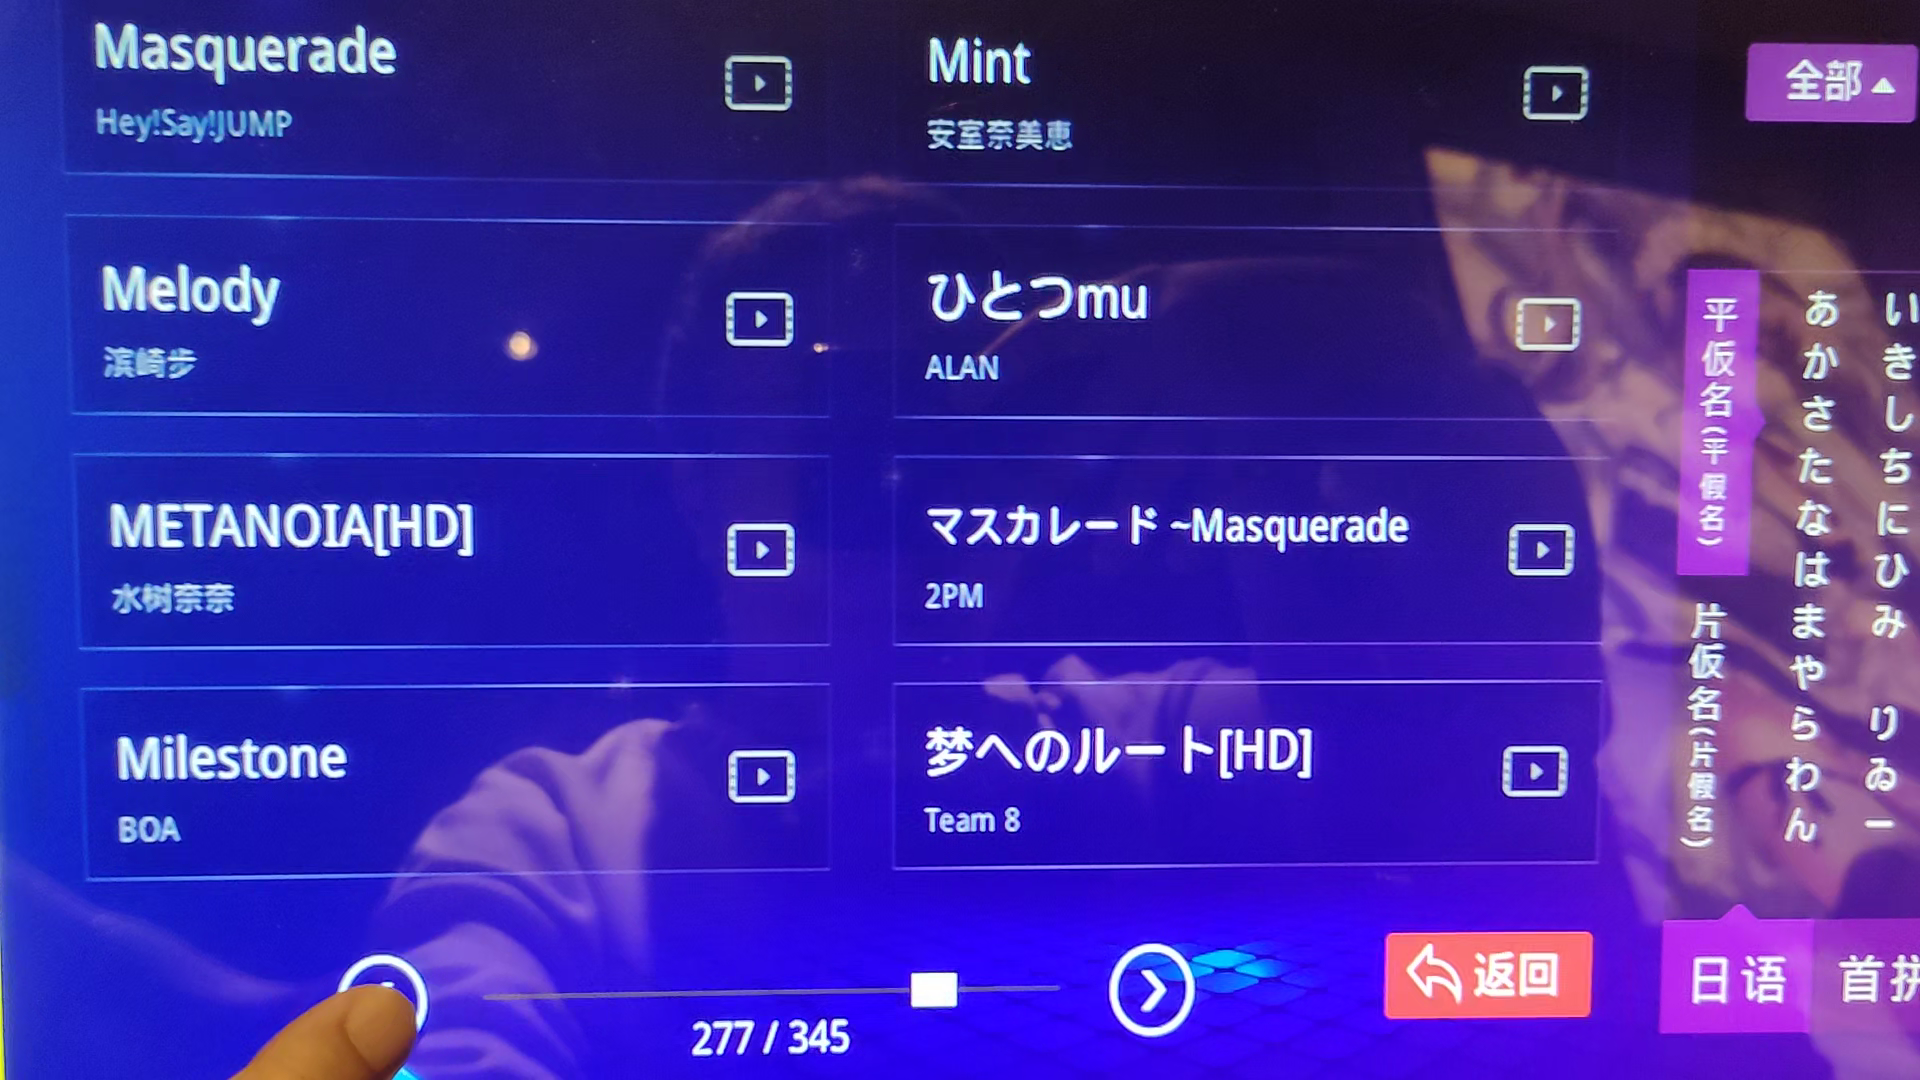 Masquerade
Hey!Say!JUMP
Mint
安室奈美恵
全部
Melody
滨崎步
ひとつmu
ALAN
METANOIA[HD]
水树奈奈
マスカレード ~Masquerade
2PM
Milestone
BOA
梦へのルート[HD]
Team 8
平仮名(平假名)
片仮名(片假名)
あかさたなはまやらわん
いきしちにひみ りゐー
277 / 345
返回
日语
首拼